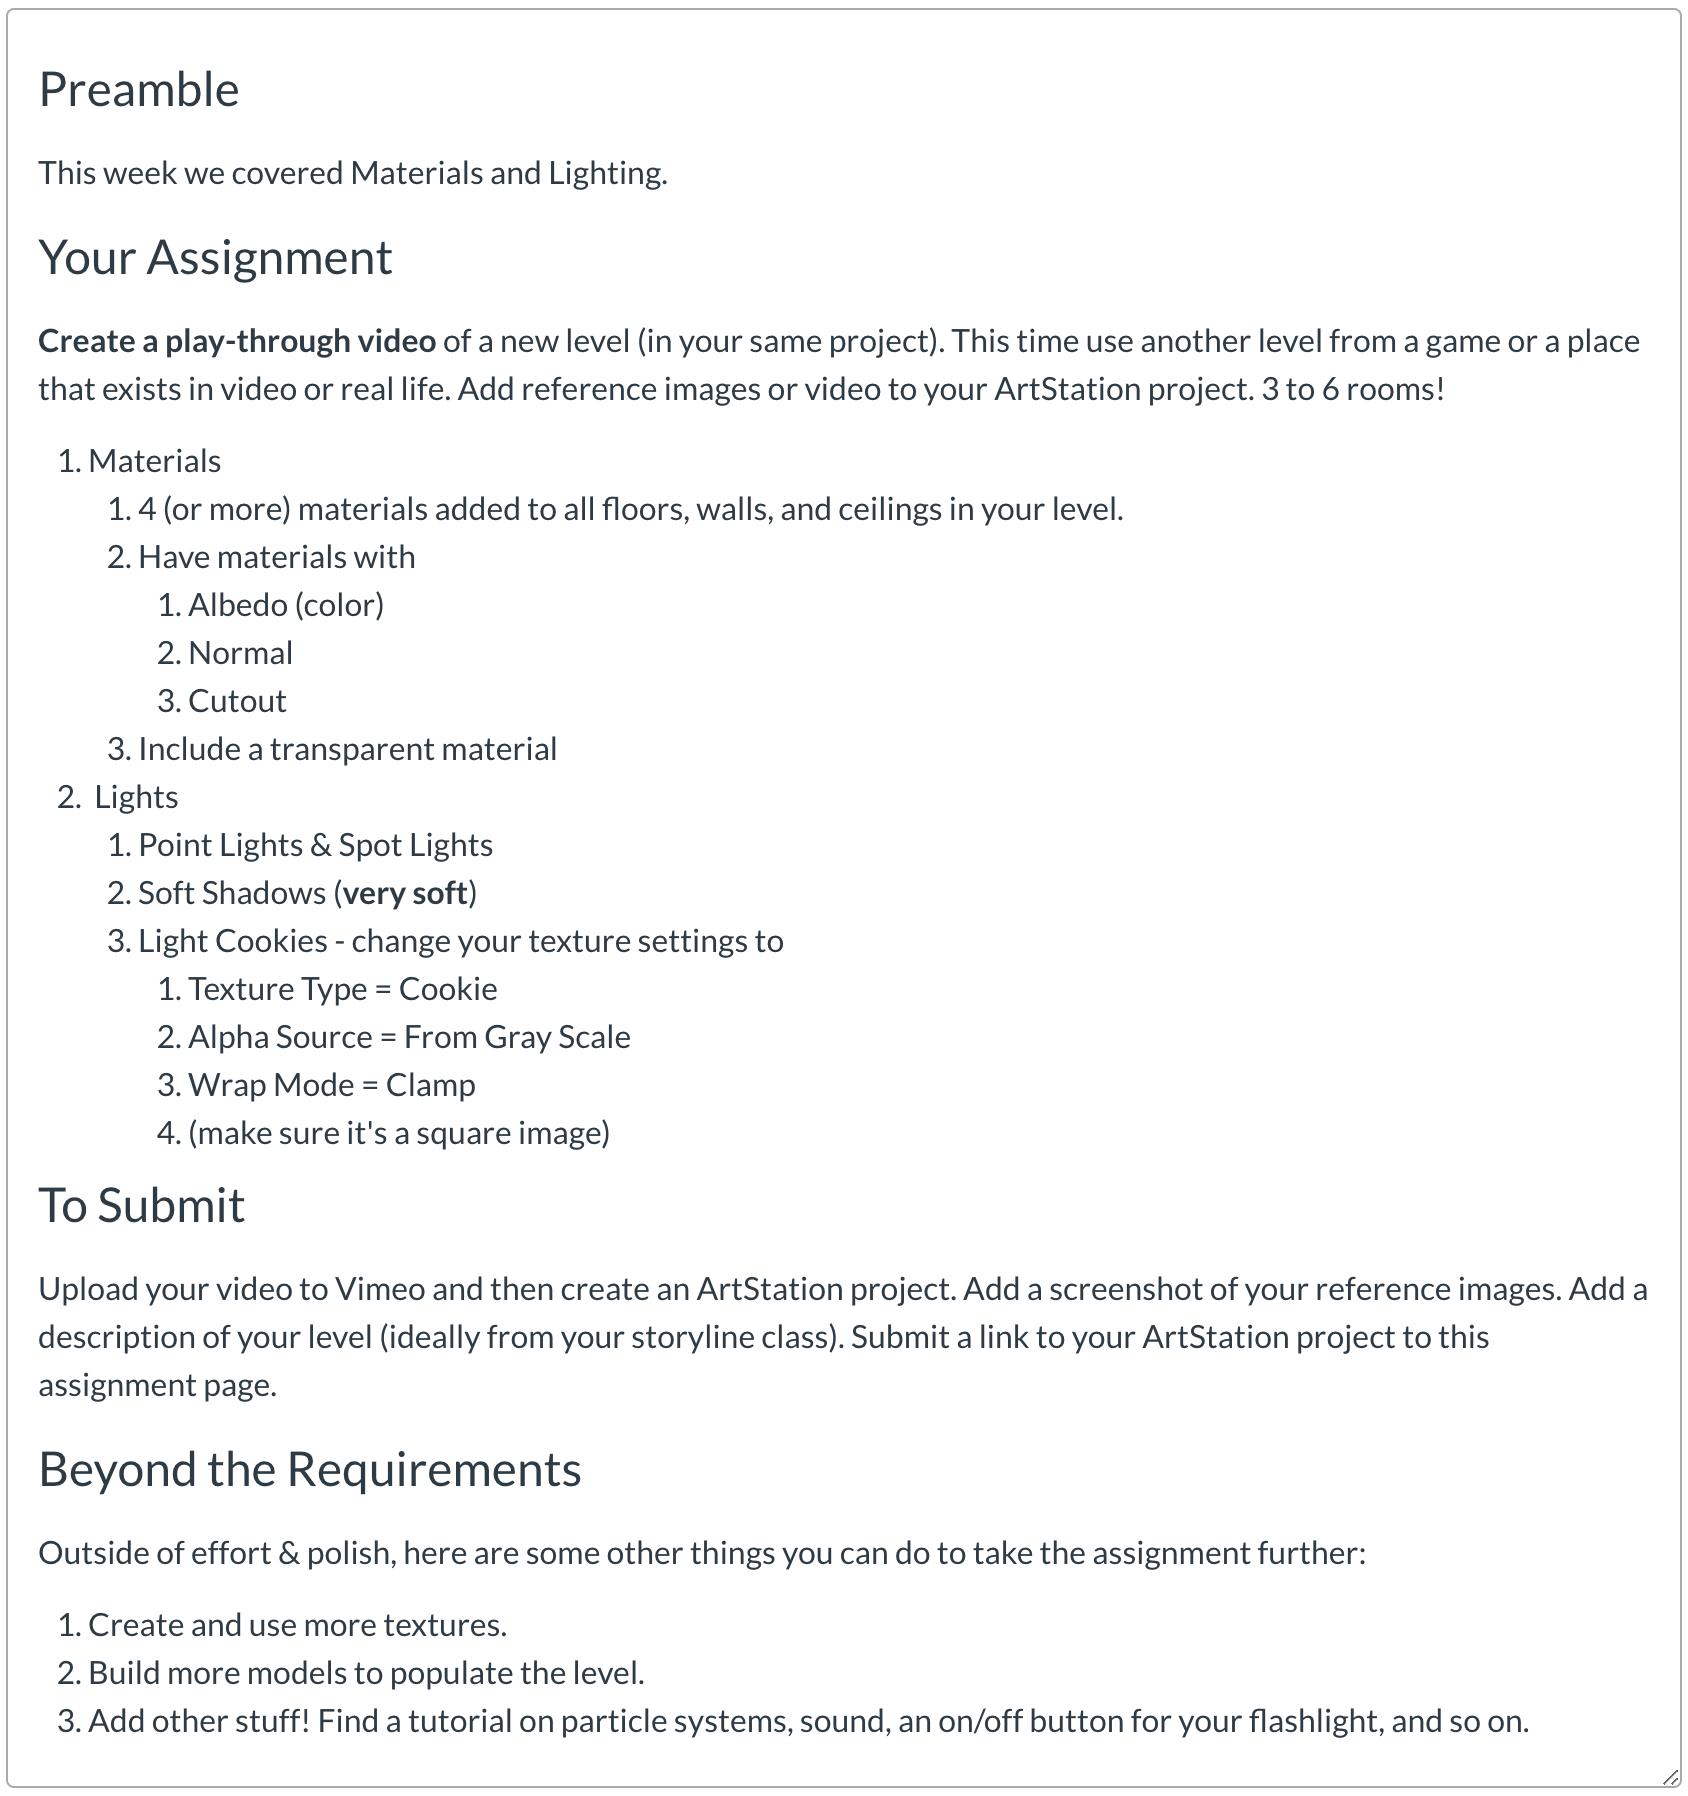 Preamble
This week we covered Materials and Lighting.
Your Assignment
Create a play-through video of a new level (in your same project). This time use another level from a game or a place
that exists in video or real life. Add reference images or video to your ArtStation project. 3 to 6 rooms!
1. Materials
1. 4 (or more) materials added to all floors, walls, and ceilings in your level.
2. Have materials with
1. Albedo (color)
2. Normal
3. Cutout
3. Include a transparent material
2. Lights
1. Point Lights & Spot Lights
2. Soft Shadows (very soft)
3. Light Cookies - change your texture settings to
1. Texture Type = Cookie
2. Alpha Source = From Gray Scale
3. Wrap Mode = Clamp
4. (make sure it's a square image)
To Submit
Upload your video to Vimeo and then create an ArtStation project. Add a screenshot of your reference images. Add a
description of your level (ideally from your storyline class). Submit a link to your ArtStation project to this
assignment page.
Beyond the Requirements
Outside of effort & polish, here are some other things you can do to take the assignment further:
1. Create and use more textures.
2. Build more models to populate the level.
3. Add other stuff! Find a tutorial on particle systems, sound, an on/off button for your flashlight, and so on.